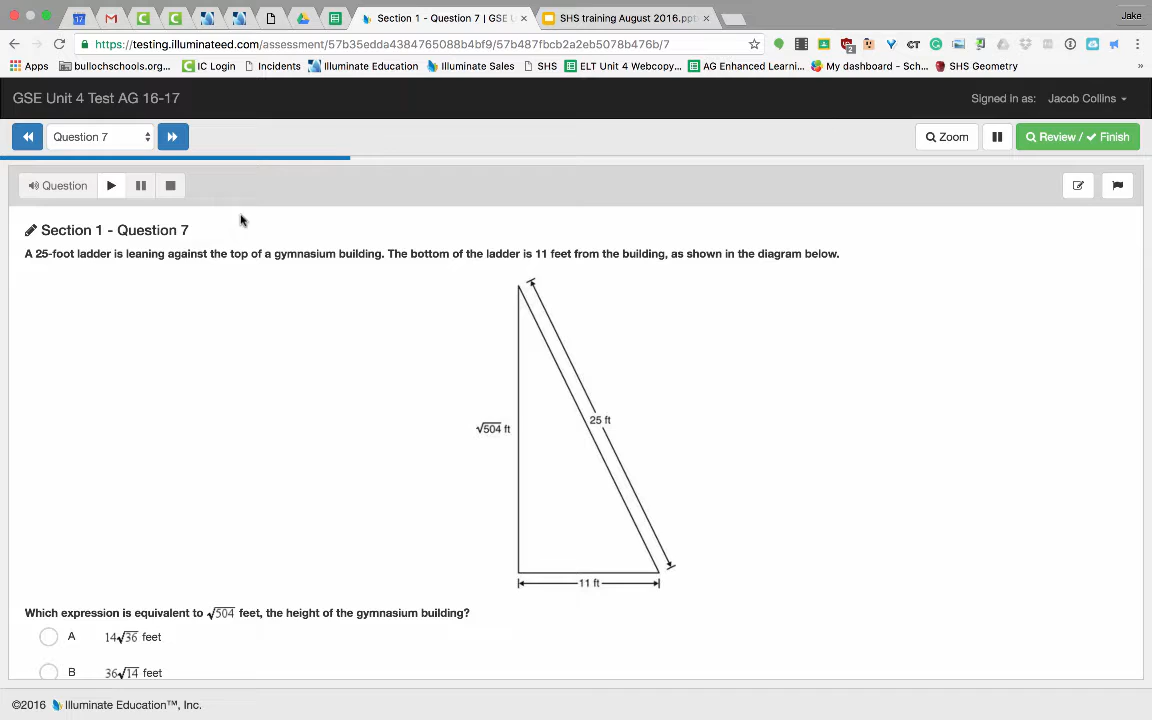 Section 1 - Question 7 | GSE U
SHS training August 2016.ppt
Jake
https://testing.illuminateed.com/assessment/57b35edda4384765088b4bf9/57b487fbcb2a2eb5078b476b/7
Apps bullochschools.org... IC Login Incidents Illuminate Education Illuminate Sales SHS ELT Unit 4 Webcopy... AG Enhanced Learni... My dashboard - Sch... SHS Geometry »
GSE Unit 4 Test AG 16-17
Signed in as: Jacob Collins
Question 7
Zoom
Review / ✓ Finish
Question
Section 1 - Question 7
A 25-foot ladder is leaning against the top of a gymnasium building. The bottom of the ladder is 11 feet from the building, as shown in the diagram below.
25 ft
√504 ft
11 ft
Which expression is equivalent to √504 feet, the height of the gymnasium building?
A 14√36 feet
B 36√14 feet
©2016 Illuminate Education™, Inc.